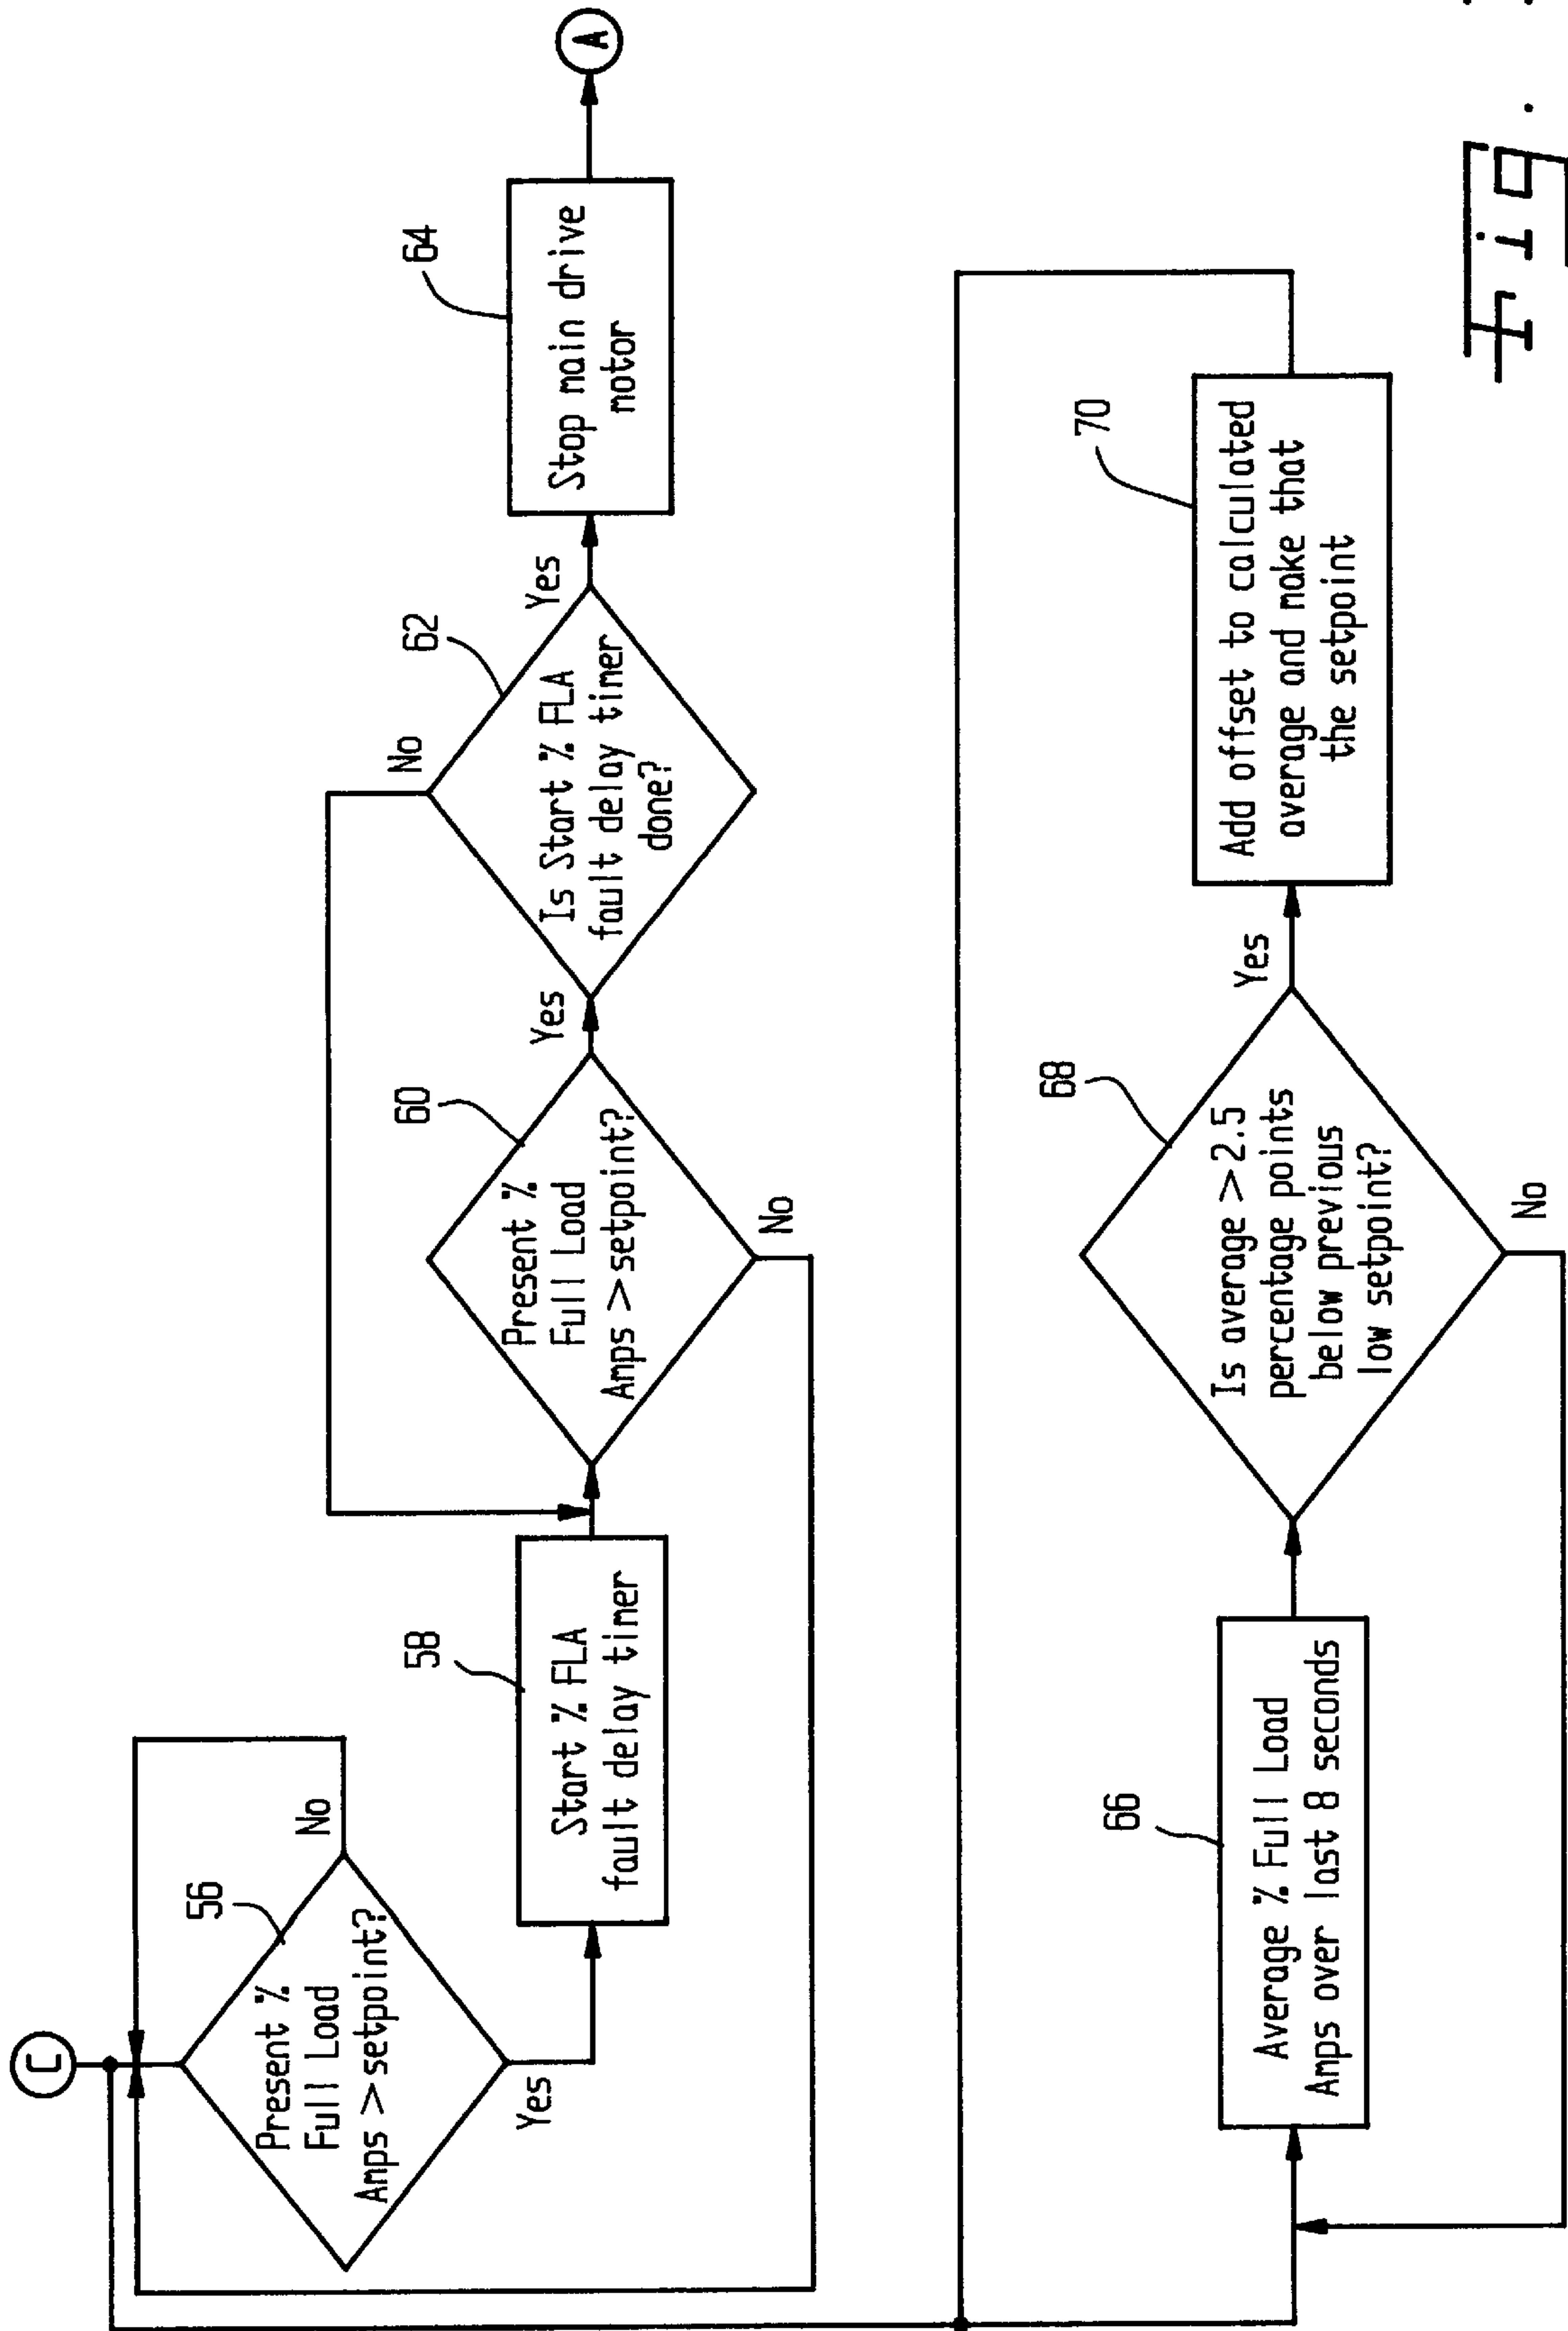 C
56
Present %
Full Load
Amps >setpoint?
No
Yes
58
Start % FLA
fault delay timer
60
Present %
Full Load
Amps >setpoint?
No
Yes
62
Is Start % FLA
fault delay timer
done?
No
Yes
64
Stop main drive
motor
A
66
Average % Full Load
Amps over last 8 seconds
68
Is average >2.5
percentage points
below previous
low setpoint?
No
Yes
70
Add offset to calculated
average and make that
the setpoint
Fig.